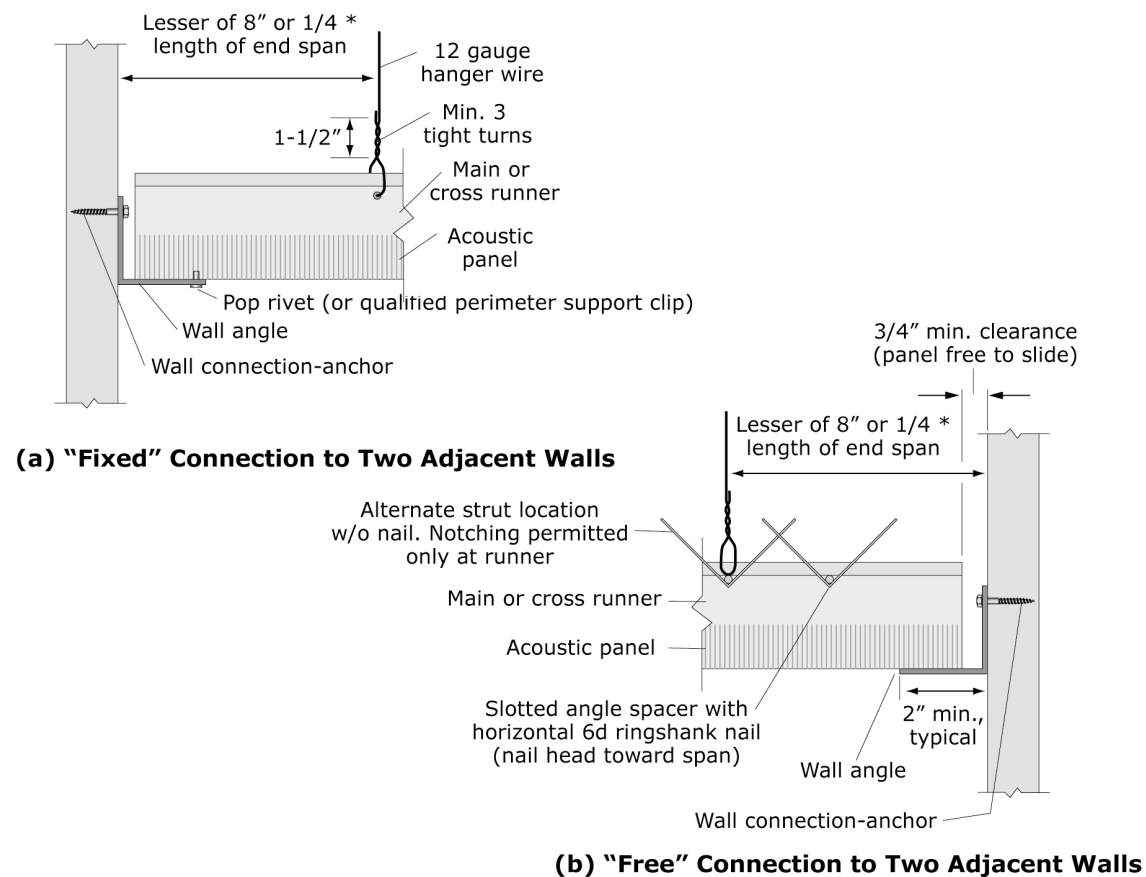 Lesser of 8” or 1/4 *
length of end span
12 gauge
hanger wire
Min. 3
tight turns
1-1/2”
Main or
cross runner
Acoustic
panel
Pop rivet (or qualified perimeter support clip)
Wall angle
Wall connection-anchor
(a) “Fixed” Connection to Two Adjacent Walls
3/4” min. clearance
(panel free to slide)
Lesser of 8” or 1/4 *
length of end span
Alternate strut location
w/o nail. Notching permitted
only at runner
Main or cross runner
Acoustic panel
Slotted angle spacer with
horizontal 6d ringshank nail
(nail head toward span)
2” min.,
typical
Wall angle
Wall connection-anchor
(b) “Free” Connection to Two Adjacent Walls